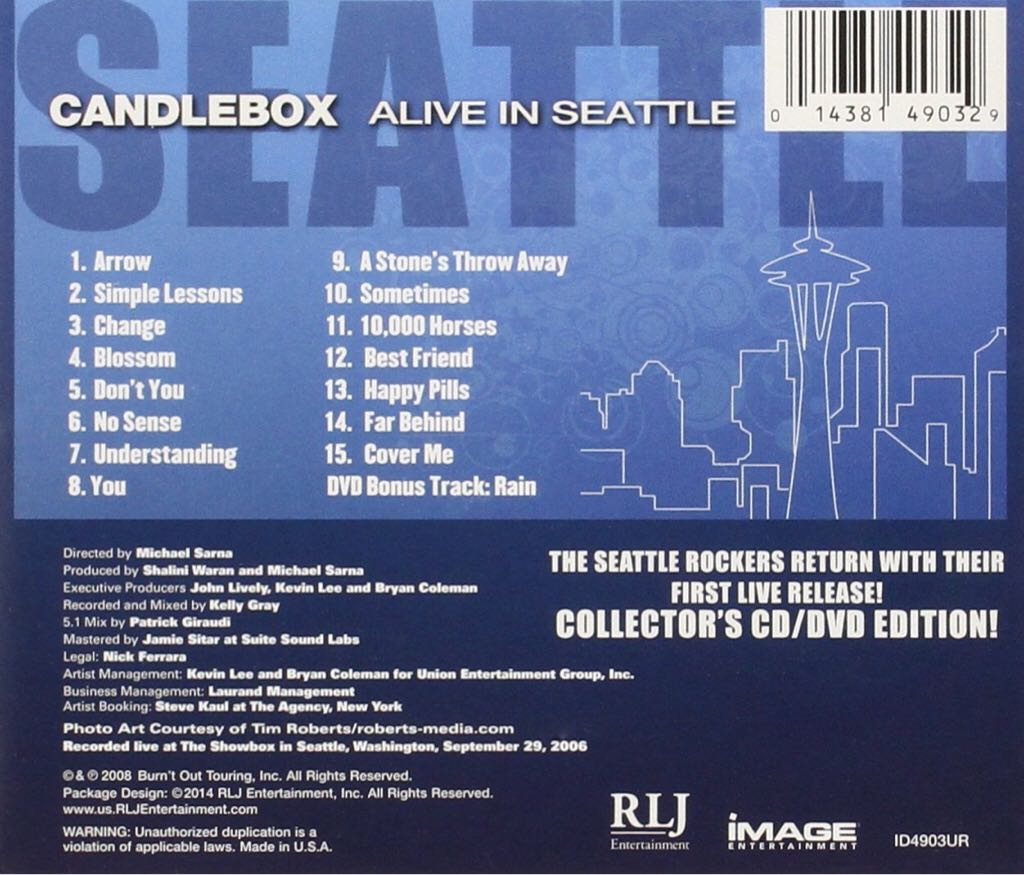 SEATTLE
CANDLEBOX ALIVE IN SEATTLE
0 14381 49032 9
1. Arrow
2. Simple Lessons
3. Change
4. Blossom
5. Don't You
6. No Sense
7. Understanding
8. You
9. A Stone's Throw Away
10. Sometimes
11. 10,000 Horses
12. Best Friend
13. Happy Pills
14. Far Behind
15. Cover Me
DVD Bonus Track: Rain
Directed by Michael Sarna
Produced by Shalini Waran and Michael Sarna
Executive Producers John Lively, Kevin Lee and Bryan Coleman
Recorded and Mixed by Kelly Gray
5.1 Mix by Patrick Giraudi
Mastered by Jamie Sitar at Suite Sound Labs
Legal: Nick Ferrara
Artist Management: Kevin Lee and Bryan Coleman for Union Entertainment Group, Inc.
Business Management: Laurand Management
Artist Booking: Steve Kaul at The Agency, New York
Photo Art Courtesy of Tim Roberts/roberts-media.com
Recorded live at The Showbox in Seattle, Washington, September 29, 2006
THE SEATTLE ROCKERS RETURN WITH THEIR
FIRST LIVE RELEASE!
COLLECTOR'S CD/DVD EDITION!
© & ℗ 2008 Burn't Out Touring, Inc. All Rights Reserved.
Package Design: © 2014 RLJ Entertainment, Inc. All Rights Reserved.
www.us.RLJEntertainment.com
WARNING: Unauthorized duplication is a
violation of applicable laws. Made in U.S.A.
RLJ
Entertainment
iMAGE
ENTERTAINMENT
ID4903UR